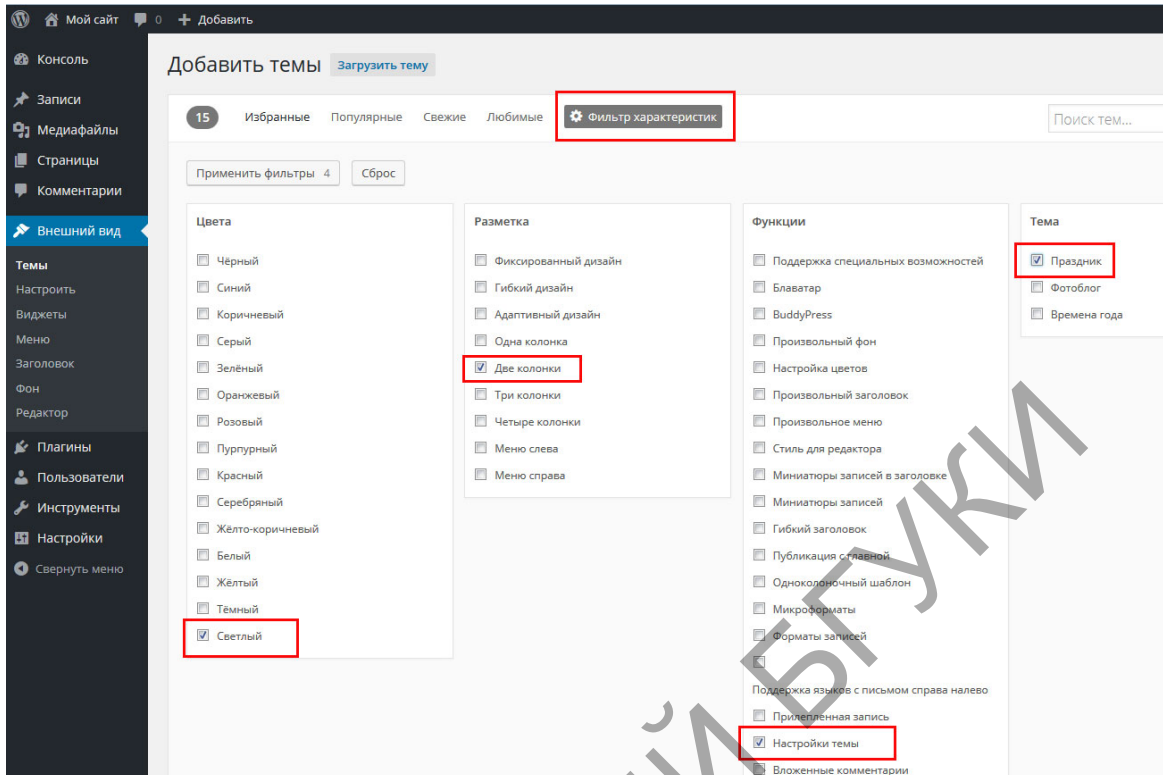 Мой сайт 0 Добавить
Консоль
Записи
Медиафайлы
Страницы
Комментарии
Внешний вид
Темы
Настроить
Виджеты
Меню
Заголовок
Фон
Редактор
Плагины
Пользователи
Инструменты
Настройки
Свернуть меню
Добавить темы Загрузить тему
15 Избранные Популярные Свежие Любимые Фильтр характеристик Поиск тем...
Применить фильтры 4 Сброс
Цвета
Чёрный
Синий
Коричневый
Серый
Зелёный
Оранжевый
Розовый
Пурпурный
Красный
Серебряный
Жёлто-коричневый
Белый
Жёлтый
Тёмный
Светлый
Разметка
Фиксированный дизайн
Гибкий дизайн
Адаптивный дизайн
Одна колонка
Две колонки
Три колонки
Четыре колонки
Меню слева
Меню справа
Функции
Поддержка специальных возможностей
Блаватар
BuddyPress
Произвольный фон
Настройка цветов
Произвольный заголовок
Произвольное меню
Стиль для редактора
Миниатюры записей в заголовке
Миниатюры записей
Гибкий заголовок
Публикация с главной
Одноколоночный шаблон
Микроформаты
Форматы записей
Поддержка языков с письмом справа налево
Прилепленная запись
Настройки темы
Вложенные комментарии
Тема
Праздник
Фотоблог
Времена года
БГУКИ